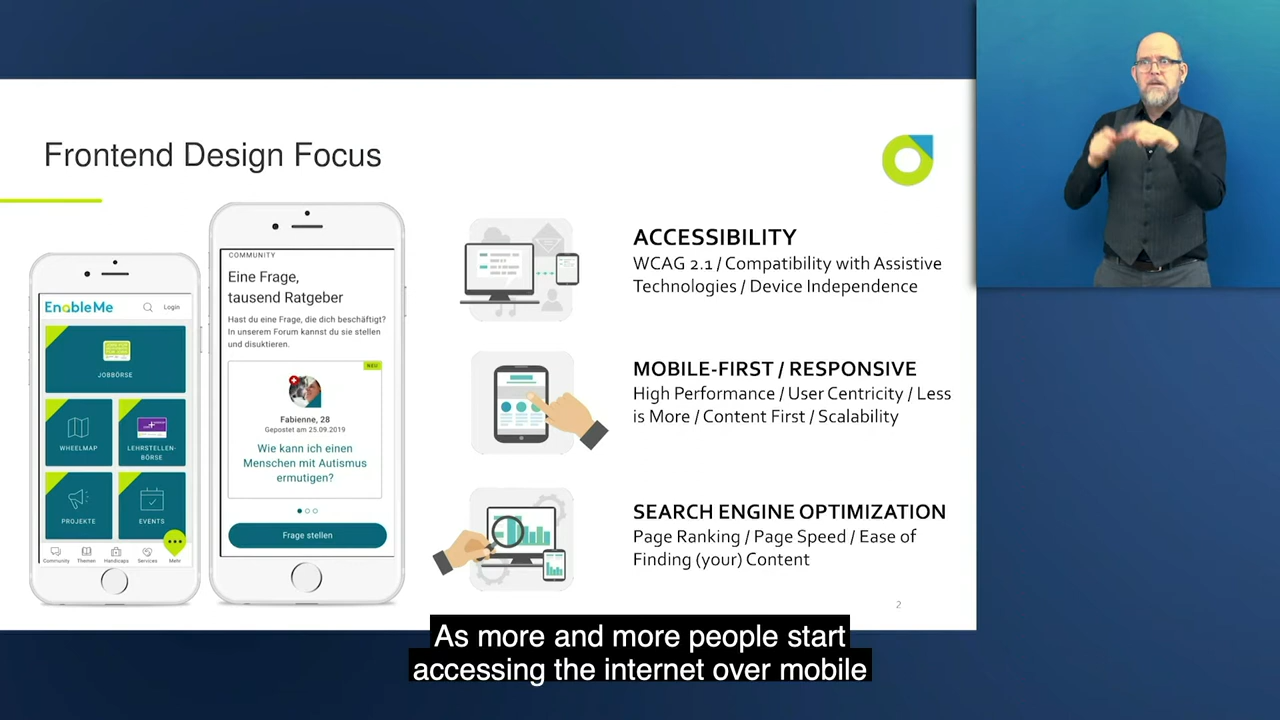 Frontend Design Focus
EnableMe
Login
JOBBÖRSE
WHEELMAP
LEHRSTELLEN-
BÖRSE
PROJEKTE
EVENTS
Community
Themen
Handicaps
Services
Mehr
COMMUNITY
Eine Frage,
tausend Ratgeber
Hast du eine Frage, die dich beschäftigt?
In unserem Forum kannst du sie stellen
und disuktieren.
NEU
Fabienne, 28
Gepostet am 25.09.2019
Wie kann ich einen
Menschen mit Autismus
ermutigen?
Frage stellen
ACCESSIBILITY
WCAG 2.1 / Compatibility with Assistive
Technologies / Device Independence
MOBILE-FIRST / RESPONSIVE
High Performance / User Centricity / Less
is More / Content First / Scalability
SEARCH ENGINE OPTIMIZATION
Page Ranking / Page Speed / Ease of
Finding (your) Content
2
As more and more people start
accessing the internet over mobile